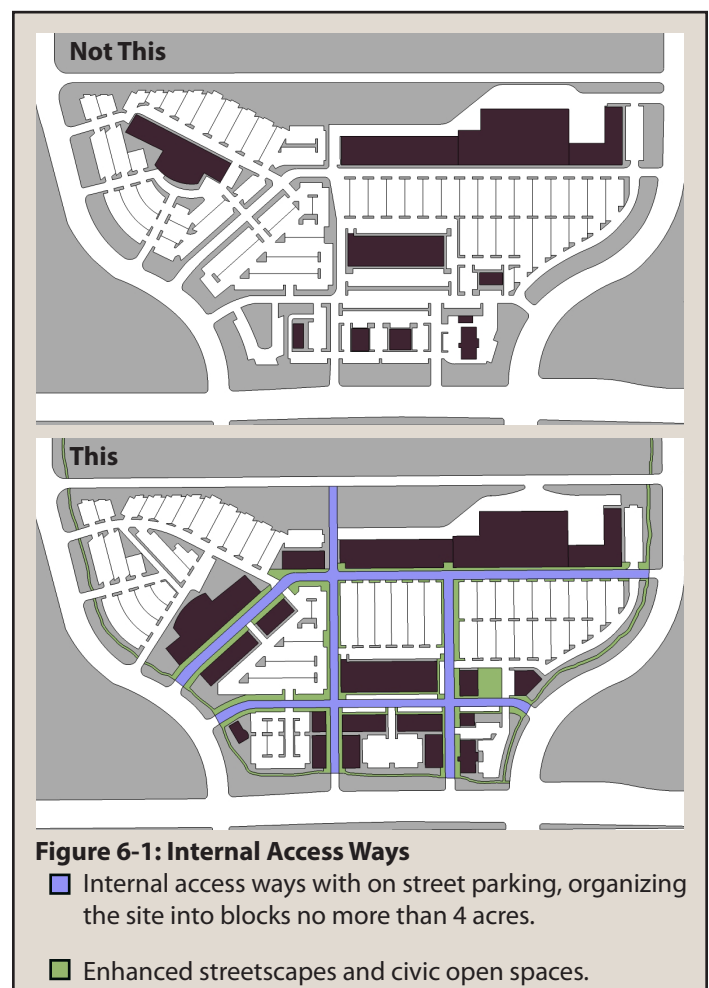 Not This
This
Figure 6-1: Internal Access Ways
Internal access ways with on street parking, organizing
the site into blocks no more than 4 acres.
Enhanced streetscapes and civic open spaces.